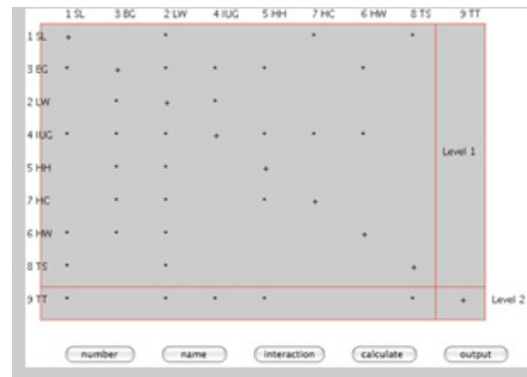 1 SL 3 BG 2 LW 4 IUG 5 HH 7 HC 6 HW 8 TS 9 TT
1 SL
3 BG
2 LW
4 IUG
Level 1
5 HH
7 HC
6 HW
8 TS
9 TT Level 2
number name interaction calculate output